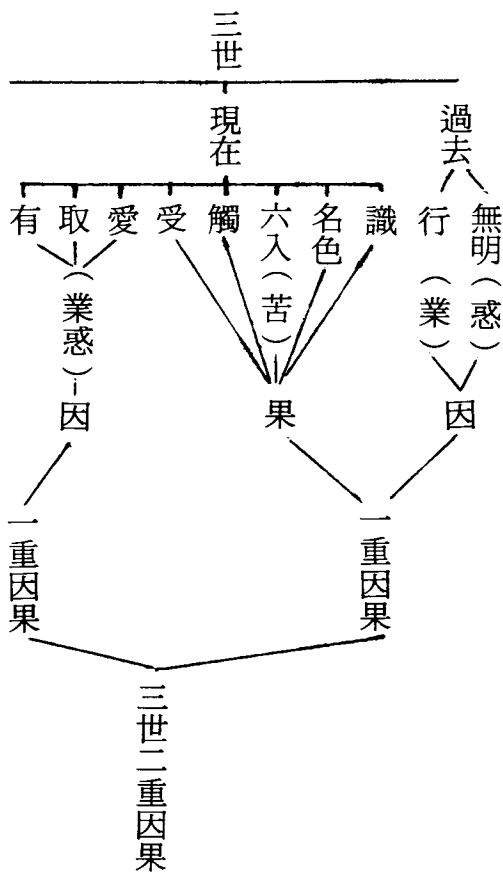 三世
過去
現在
無明（惑）
行（業）
識
名色
六入（苦）
觸
受
愛
取（業惑）
有
因
果
因
一重因果
一重因果
三世二重因果